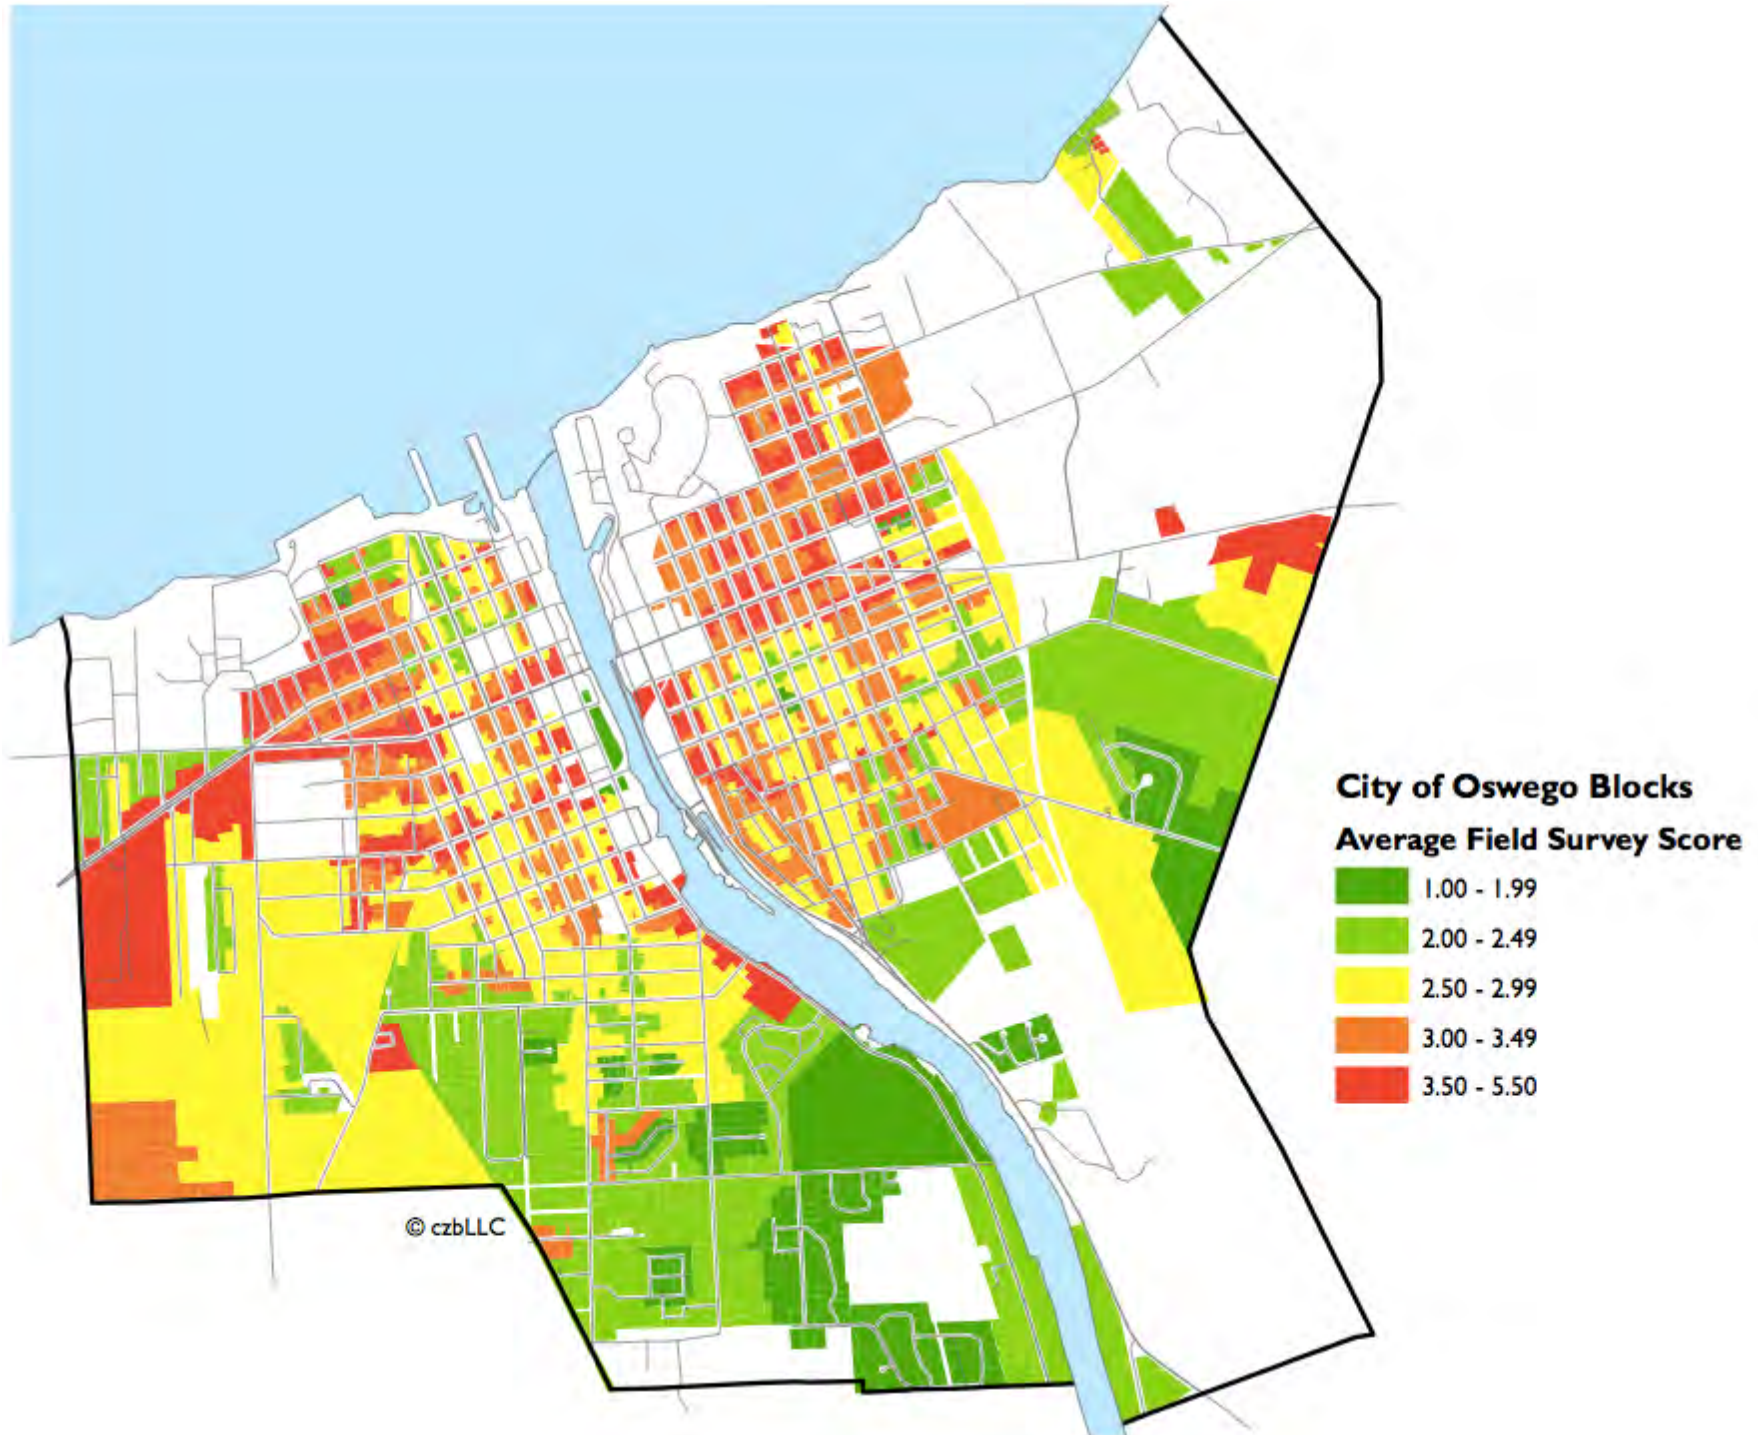 City of Oswego Blocks
Average Field Survey Score
1.00 - 1.99
2.00 - 2.49
2.50 - 2.99
3.00 - 3.49
3.50 - 5.50
© czbLLC